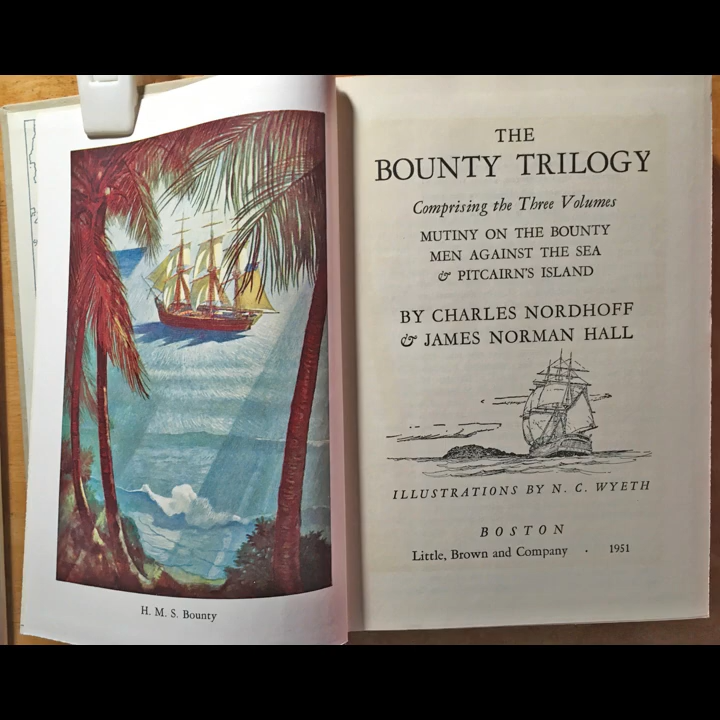 H. M. S. Bounty
THE
BOUNTY TRILOGY
Comprising the Three Volumes
MUTINY ON THE BOUNTY
MEN AGAINST THE SEA
& PITCAIRN'S ISLAND
BY CHARLES NORDHOFF
& JAMES NORMAN HALL
ILLUSTRATIONS BY N. C. WYETH
BOSTON
Little, Brown and Company · 1951